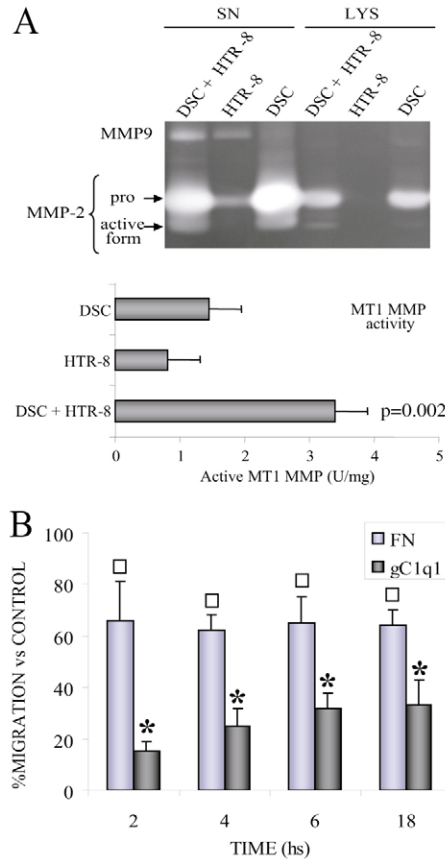 A
SN LYS
DSC + HTR-8 HTR-8 DSC DSC + HTR-8 HTR-8 DSC
MMP9
MMP-2
pro
active
form
DSC
MT1 MMP
activity
HTR-8
DSC + HTR-8
p=0.002
0 1 2 3 4 5
Active MT1 MMP (U/mg)
B
%MIGRATION vs CONTROL
100
80
60
40
20
0
FN
gC1q1
* * * *
2 4 6 18
TIME (hs)